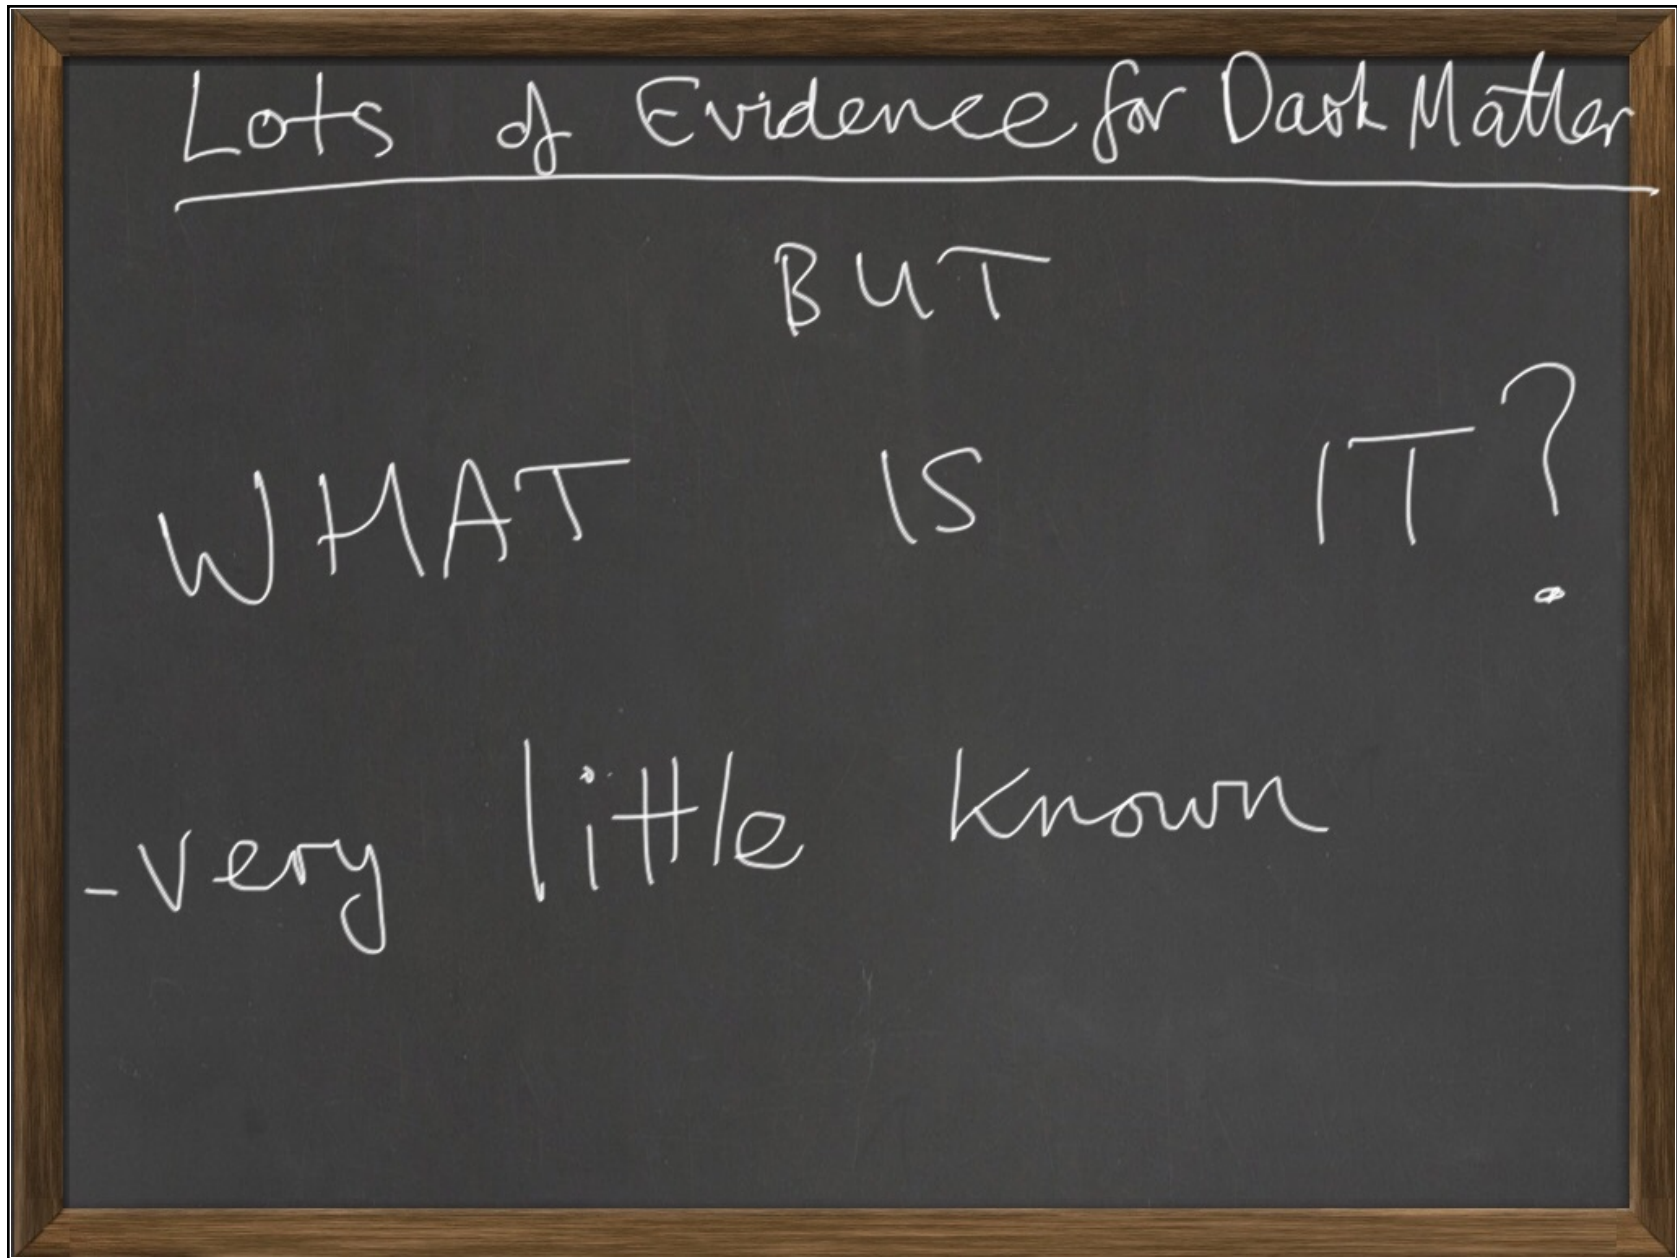 Lots of Evidence for Dark Matter
BUT
WHAT IS IT?
- very little known